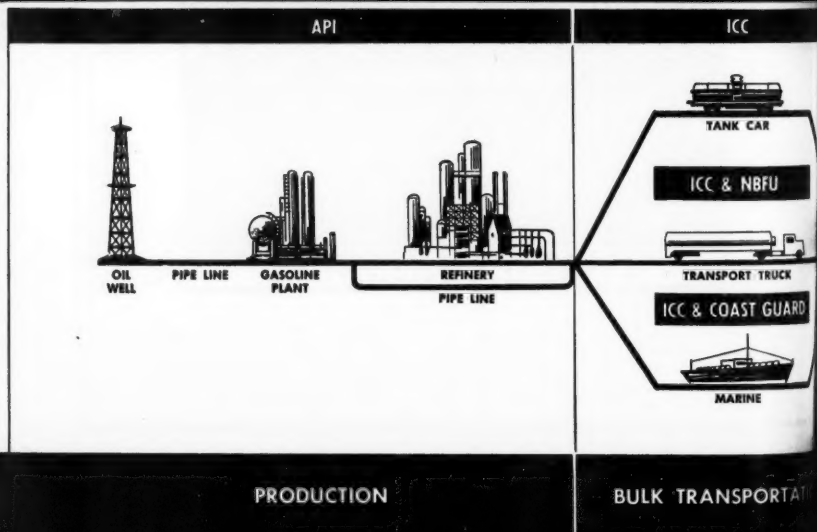 API
ICC
TANK CAR
ICC & NBFU
OIL WELL
PIPE LINE
GASOLINE PLANT
REFINERY
PIPE LINE
TRANSPORT TRUCK
ICC & COAST GUARD
MARINE
PRODUCTION
BULK